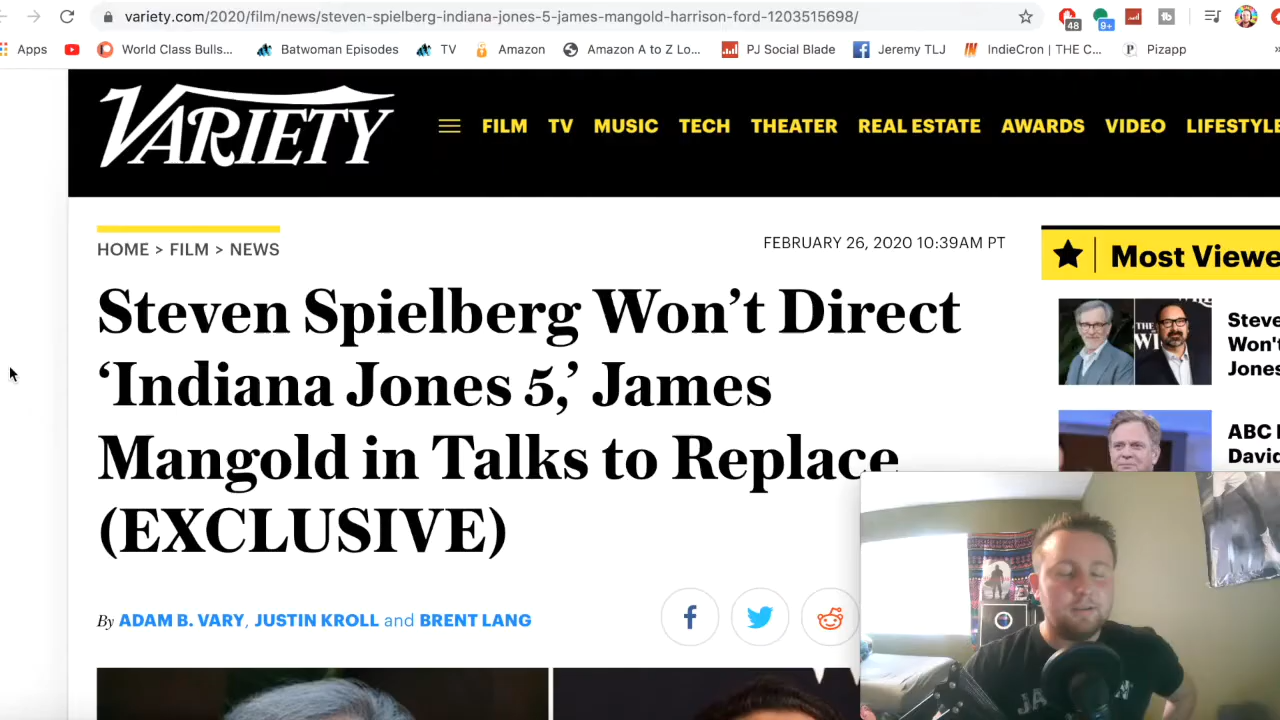 variety.com/2020/film/news/steven-spielberg-indiana-jones-5-james-mangold-harrison-ford-1203515698/
48
9+
Apps
World Class Bulls...
Batwoman Episodes
TV
Amazon
Amazon A to Z Lo...
PJ Social Blade
Jeremy TLJ
IndieCron | THE C...
Pizapp
»
VARIETY
FILM TV MUSIC TECH THEATER REAL ESTATE AWARDS VIDEO LIFESTYLE
HOME > FILM > NEWS
FEBRUARY 26, 2020 10:39AM PT
Steven Spielberg Won’t Direct
‘Indiana Jones 5,’ James
Mangold in Talks to Replace
(EXCLUSIVE)
By ADAM B. VARY, JUSTIN KROLL and BRENT LANG
Most Viewe
Steve
Won't
Jones
ABC
David